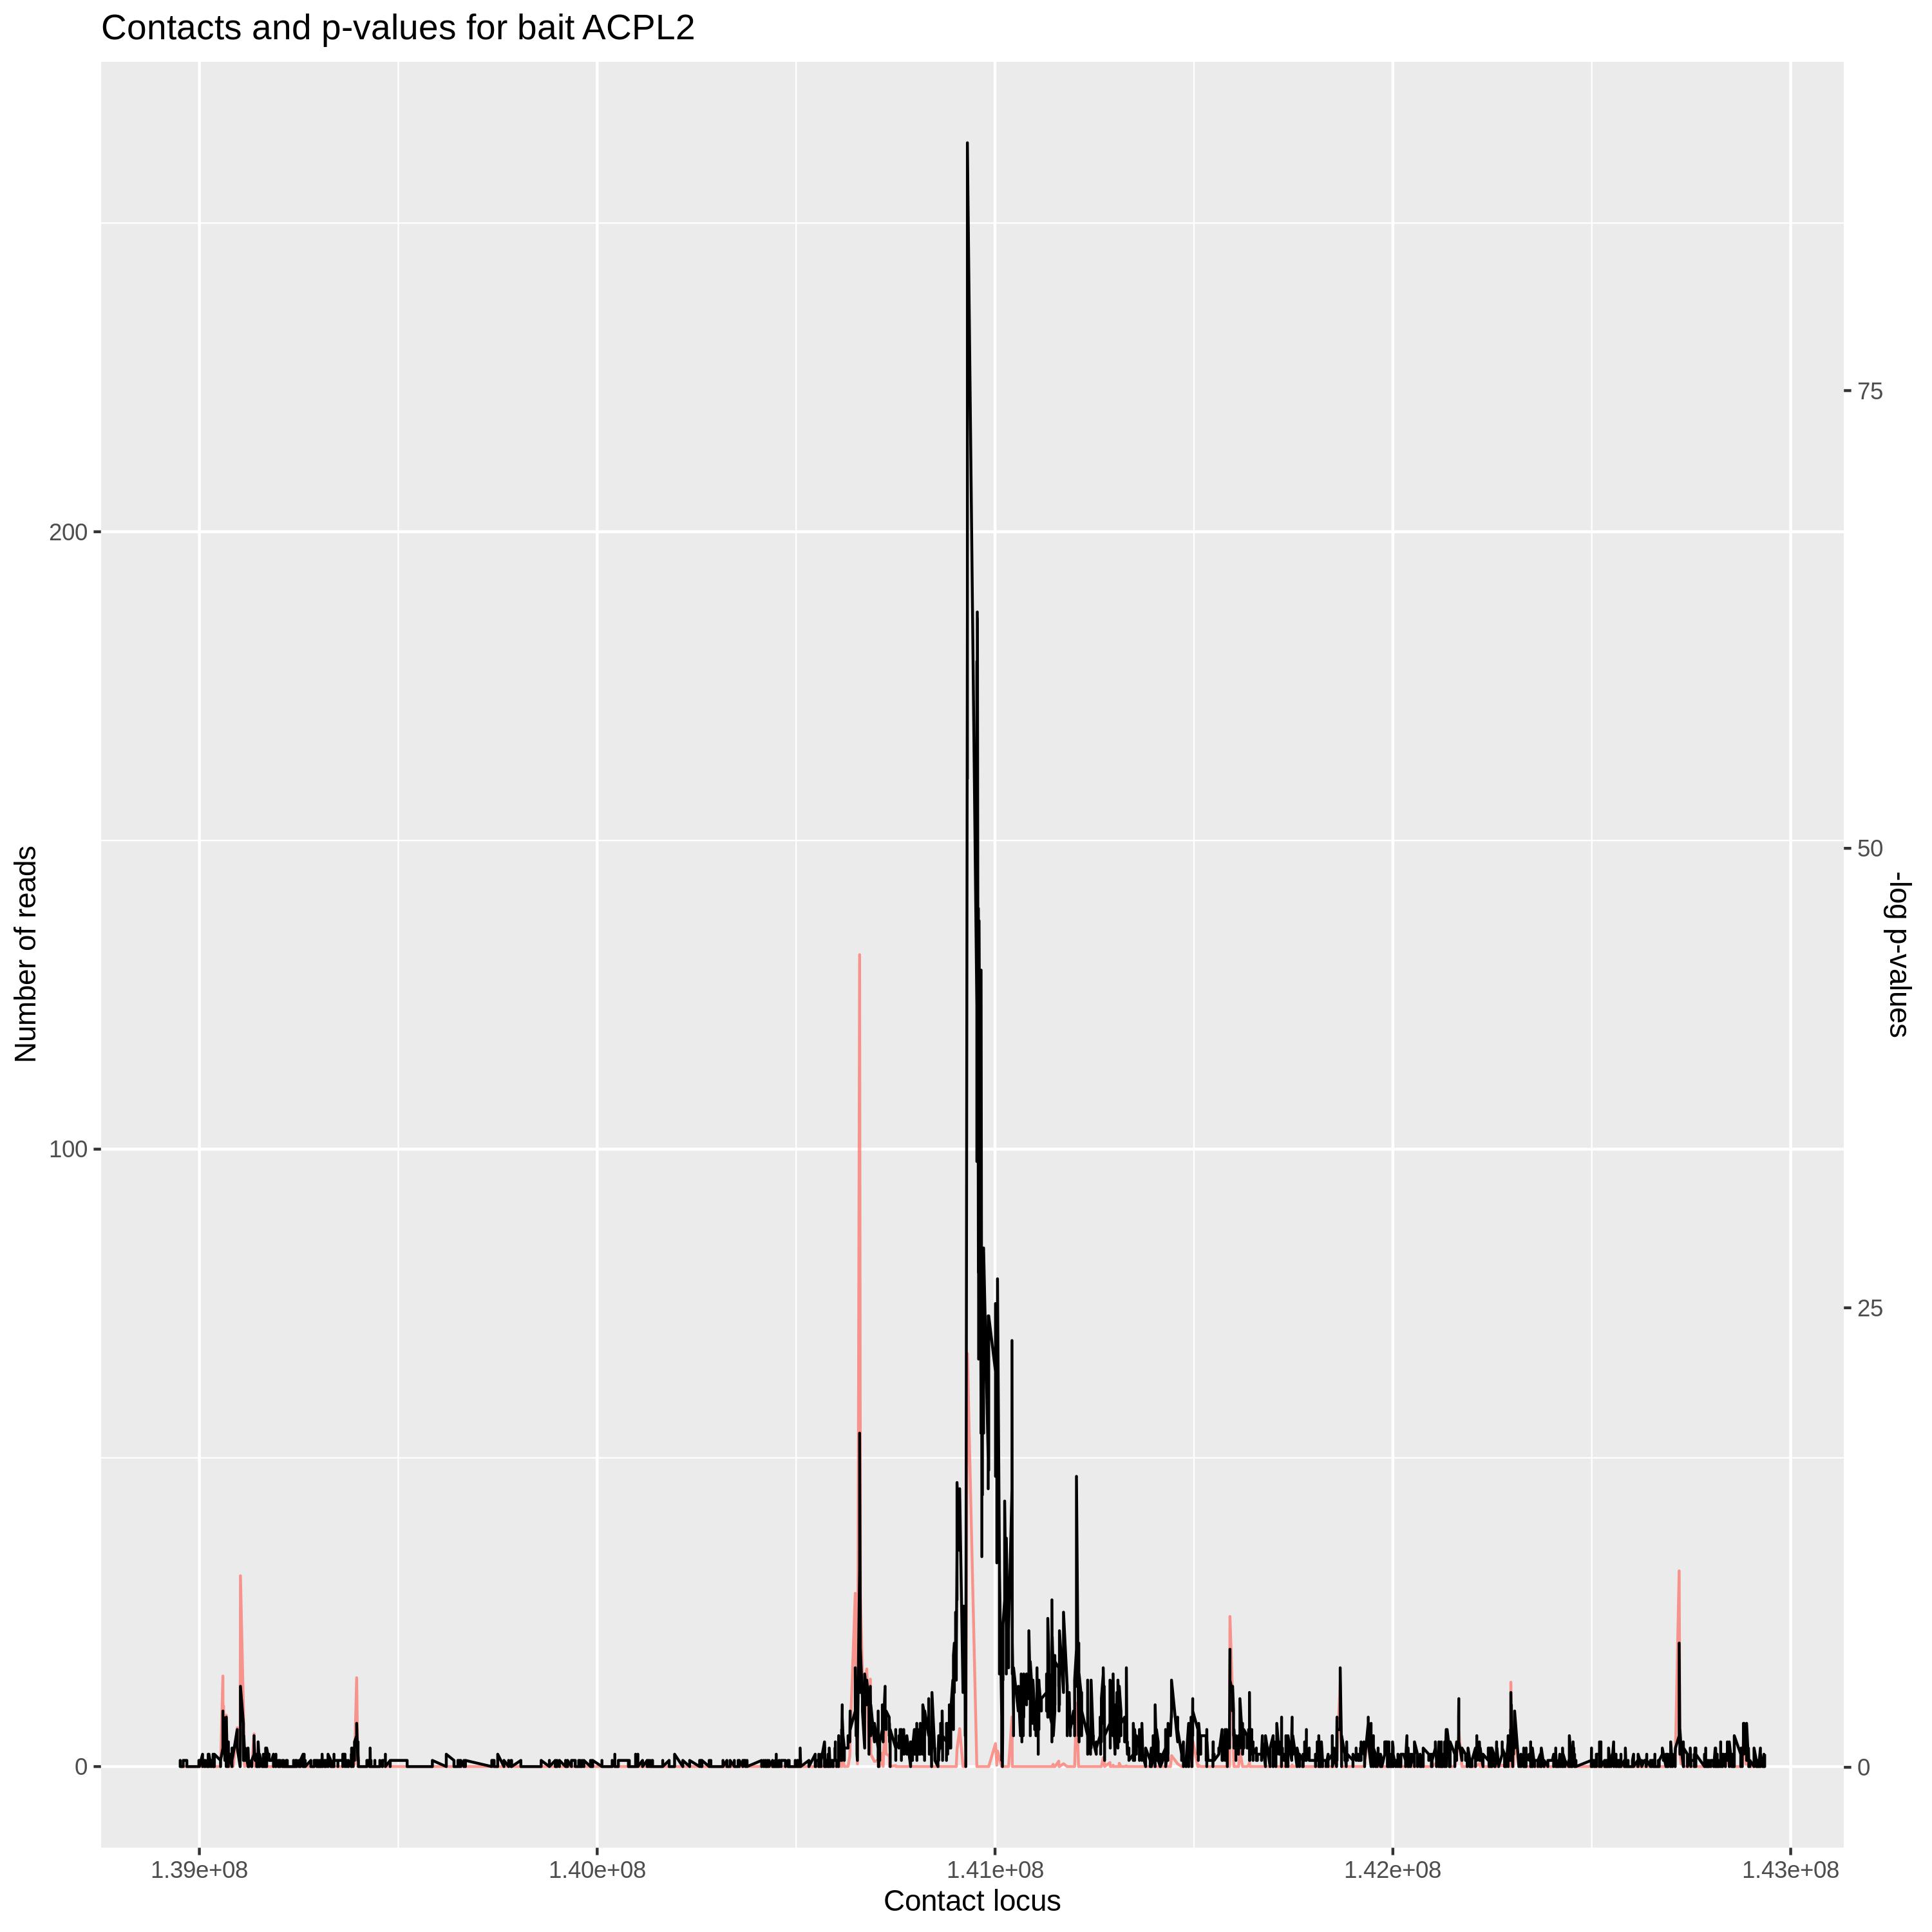 Contacts and p-values for bait ACPL2
200
100
0
Number of reads
75
50
25
0
-log p-values
1.39e+08 1.40e+08 1.41e+08 1.42e+08 1.43e+08
Contact locus